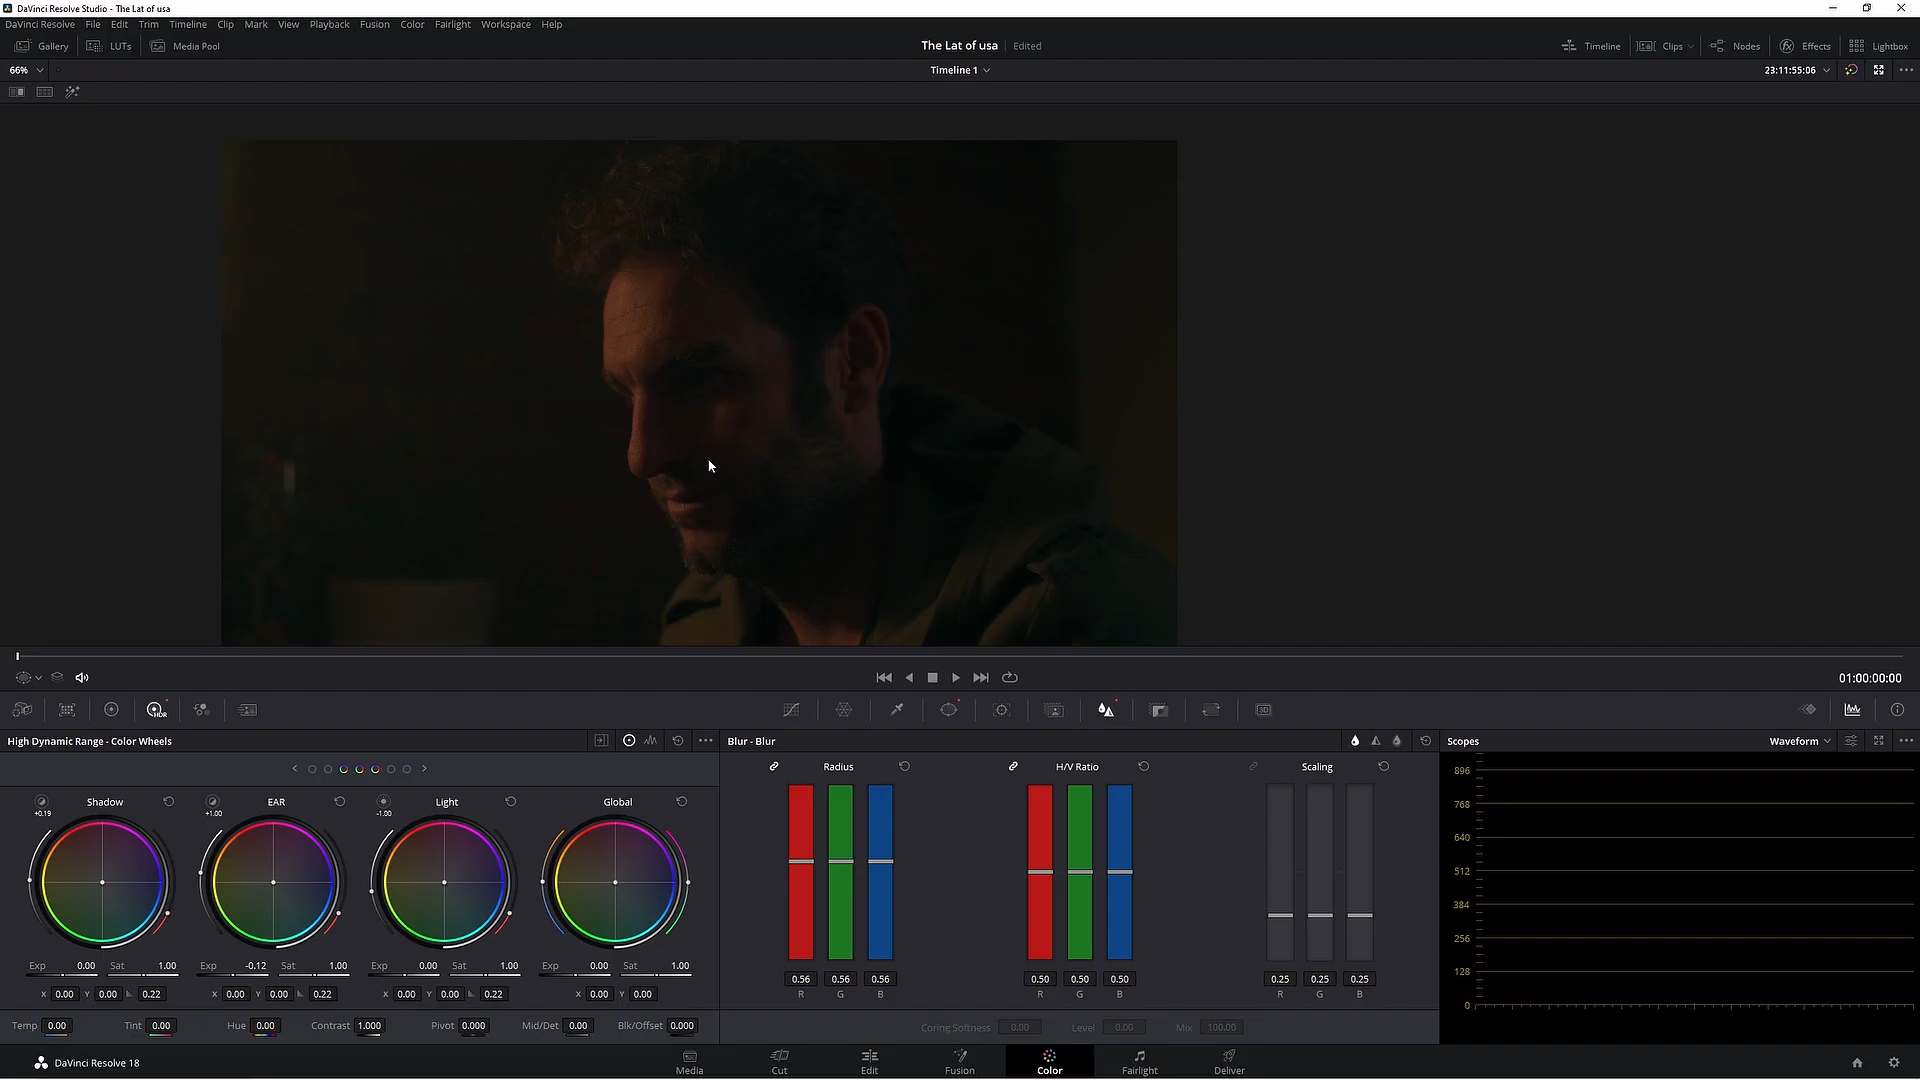 DaVinci Resolve Studio - The Lat of usa
DaVinci Resolve File Edit Trim Timeline Clip Mark View Playback Fusion Color Fairlight Workspace Help
Gallery LUTs Media Pool The Lat of usa Edited Timeline Clips Nodes fx Effects Lightbox
66% Timeline 1 23:11:55:06
01:00:00:00
HDR 3D
High Dynamic Range - Color Wheels Blur - Blur Scopes Waveform
Radius H/V Ratio Scaling
Shadow EAR Light Global
+0.19 +1.00 -1.00
896
768
640
512
384
256
128
0
Exp 0.00 Sat 1.00 Exp -0.12 Sat 1.00 Exp 0.00 Sat 1.00 Exp 0.00 Sat 1.00
0.56 0.56 0.56 0.50 0.50 0.50 0.25 0.25 0.25
X 0.00 Y 0.00 0.22 X 0.00 Y 0.00 0.22 X 0.00 Y 0.00 0.22 X 0.00 Y 0.00
R G B R G B R G B
Temp 0.00 Tint 0.00 Hue 0.00 Contrast 1.000 Pivot 0.000 Mid/Det 0.00 Blk/Offset 0.000
Coring Softness 0.00 Level 0.00 Mix 100.00
DaVinci Resolve 18 Media Cut Edit Fusion Color Fairlight Deliver